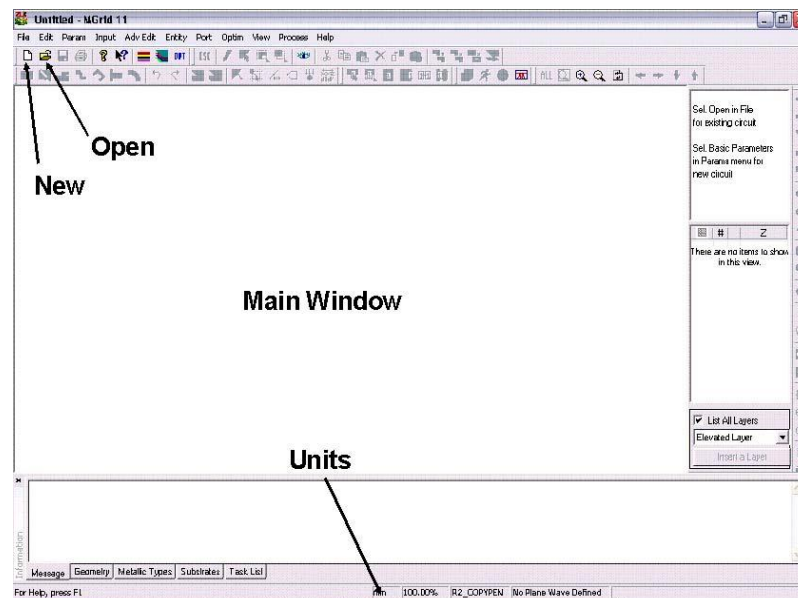 Untitled - MGrid 11
File Edit Param Input Adv Edit Entity Port Optim View Process Help
ESC
ALL
Open
New
Sel. Open in File
for existing circuit
Sel. Basic Parameters
in Params menu for
new circuit
# Z
There are no items to show
in this view.
Main Window
List All Layers
Elevated Layer
Insert a Layer
Units
Information
Message Geometry Metallic Types Substrates Task List
For Help, press F1 mm 100.00% R2_COPYPEN No Plane Wave Defined